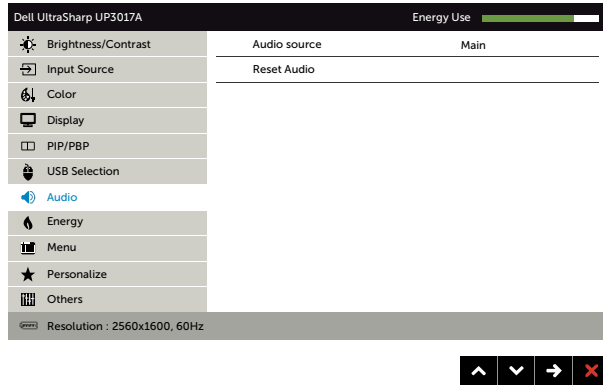 Dell UltraSharp UP3017A Energy Use
Brightness/Contrast Audio source Main
Input Source Reset Audio
Color
Display
PIP/PBP
USB Selection
Audio
Energy
Menu
Personalize
Others
Resolution : 2560x1600, 60Hz